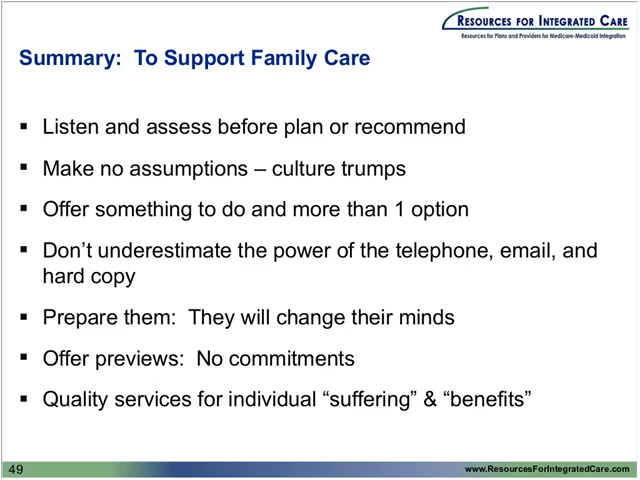 RESOURCES FOR INTEGRATED CARE
Resources for Plans and Providers for Medicare-Medicaid Integration
Summary: To Support Family Care
▪ Listen and assess before plan or recommend
▪ Make no assumptions – culture trumps
▪ Offer something to do and more than 1 option
▪ Don’t underestimate the power of the telephone, email, and
hard copy
▪ Prepare them: They will change their minds
▪ Offer previews: No commitments
▪ Quality services for individual “suffering” & “benefits”
49
www.ResourcesForIntegratedCare.com